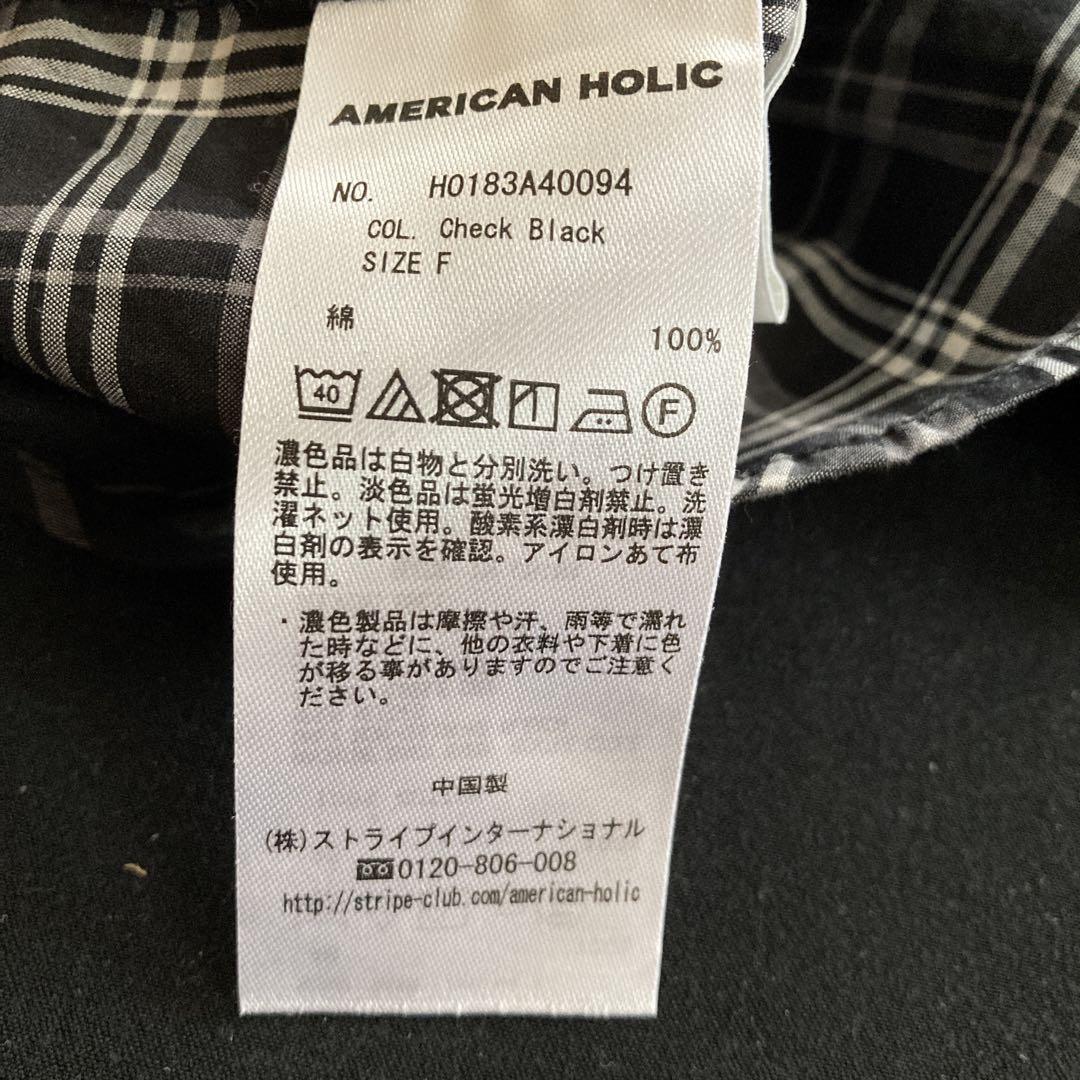 AMERICAN HOLIC
NO. H0183A40094
COL. Check Black
SIZE F
綿
100%
40 F
濃色品は白物と分別洗い。つけ置き
禁止。淡色品は蛍光増白剤禁止。洗
濯ネット使用。酸素系漂白剤時は漂
白剤の表示を確認。アイロンあて布
使用。
・濃色製品は摩擦や汗、雨等で濡れ
た時などに、他の衣料や下着に色
が移る事がありますのでご注意く
ださい。
中国製
(株)ストライプインターナショナル
0120-806-008
http://stripe-club.com/american-holic